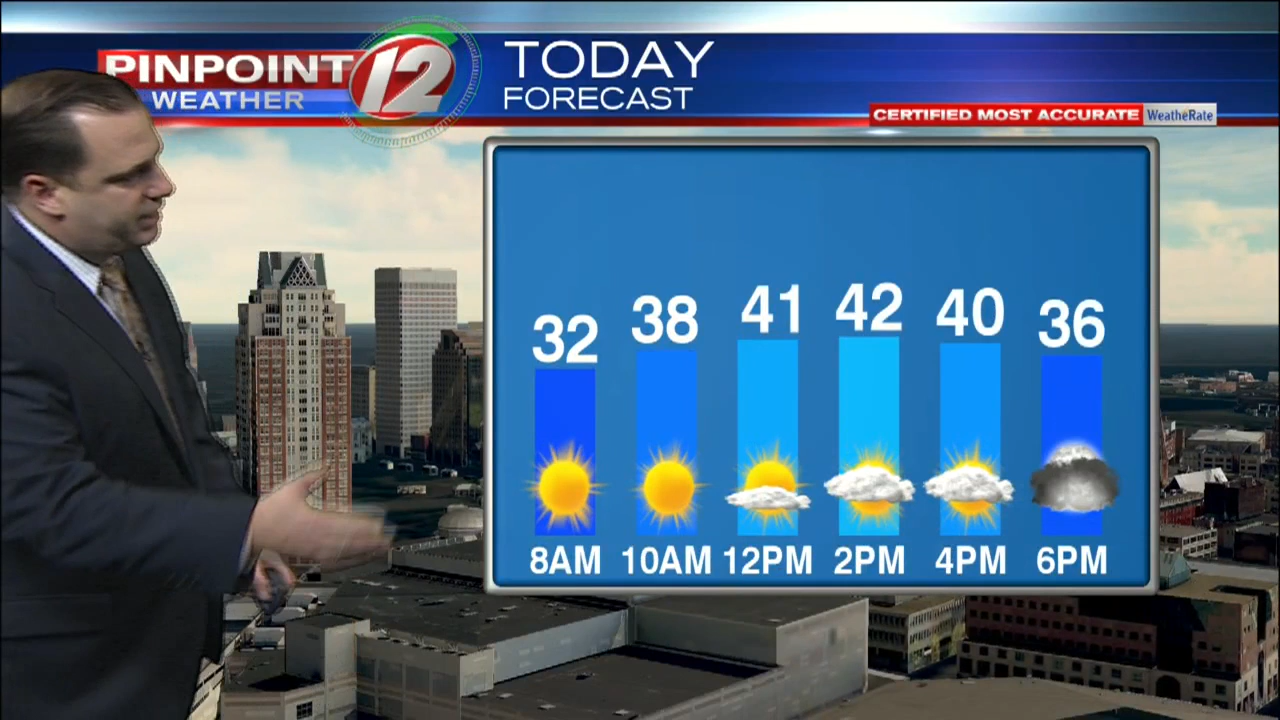 PINPOINT
WEATHER
12
TODAY
FORECAST
CERTIFIED MOST ACCURATE WeatheRate
32 38 41 42 40 36
8AM 10AM 12PM 2PM 4PM 6PM